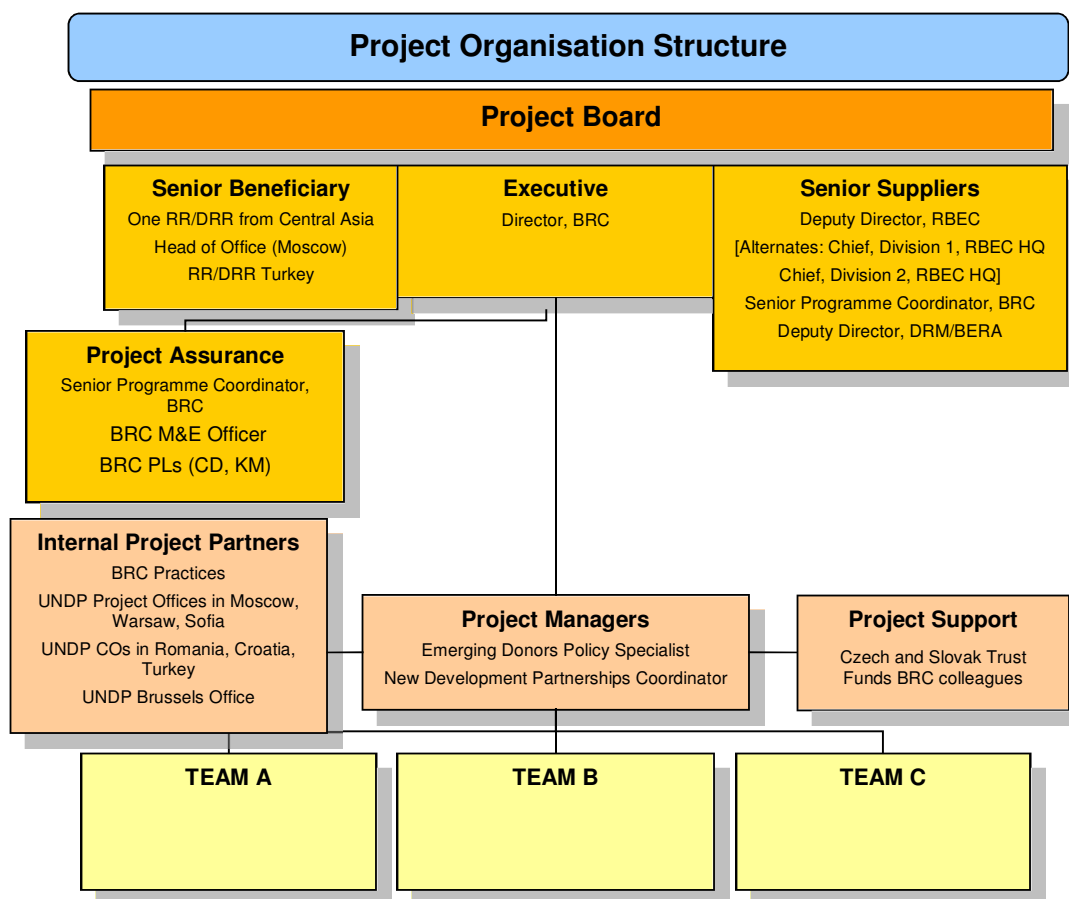 Project Organisation Structure
Project Board
Senior Beneficiary
One RR/DRR from Central Asia
Head of Office (Moscow)
RR/DRR Turkey
Executive
Director, BRC
Senior Suppliers
Deputy Director, RBEC
[Alternates: Chief, Division 1, RBEC HQ
Chief, Division 2, RBEC HQ]
Senior Programme Coordinator, BRC
Deputy Director, DRM/BERA
Project Assurance
Senior Programme Coordinator,
BRC
BRC M&E Officer
BRC PLs (CD, KM)
Internal Project Partners
BRC Practices
UNDP Project Offices in Moscow,
Warsaw, Sofia
UNDP COs in Romania, Croatia,
Turkey
UNDP Brussels Office
Project Managers
Emerging Donors Policy Specialist
New Development Partnerships Coordinator
Project Support
Czech and Slovak Trust
Funds BRC colleagues
TEAM A
TEAM B
TEAM C